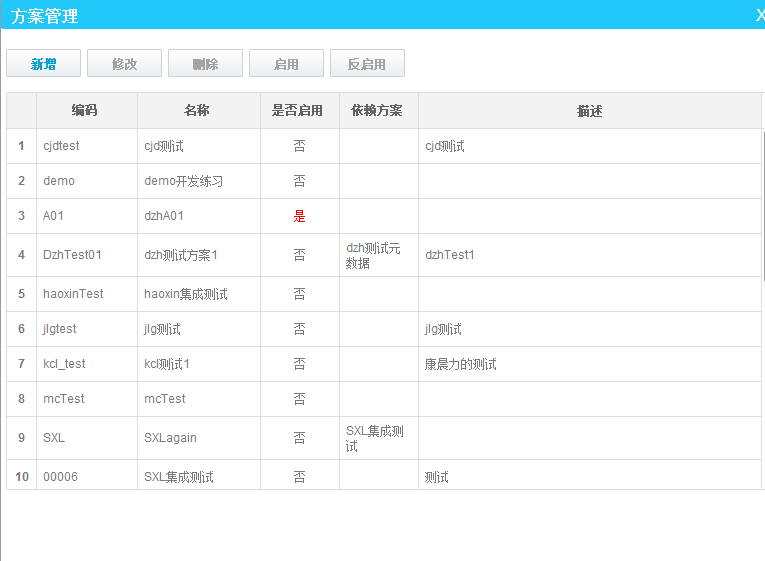 方案管理 X
新增 修改 删除 启用 反启用
编码 名称 是否启用 依赖方案 描述
1 cjdtest cjd测试 否 cjd测试
2 demo demo开发练习 否
3 A01 dzhA01 是
4 DzhTest01 dzh测试方案1 否 dzh测试元 dzhTest1
数据
5 haoxinTest haoxin集成测试 否
6 jlgtest jlg测试 否 jlg测试
7 kcl_test kcl测试1 否 康晨力的测试
8 mcTest mcTest 否
9 SXL SXLagain 否 SXL集成测
试
10 00006 SXL集成测试 否 测试